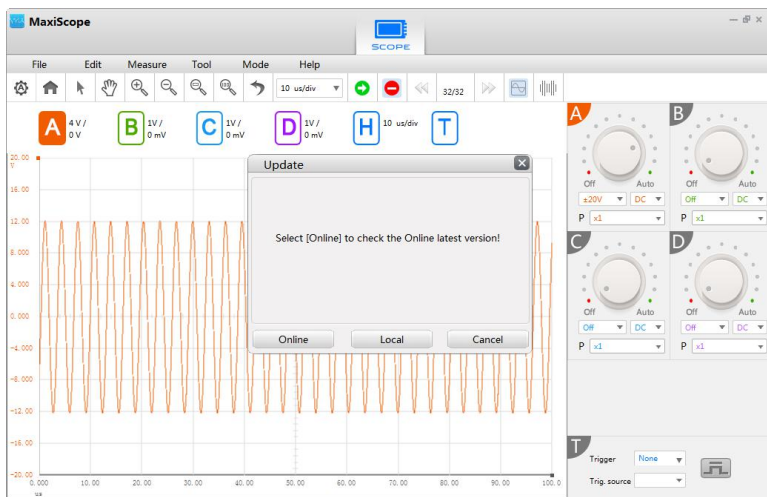 MaxiScope
SCOPE
File Edit Measure Tool Mode Help
10 us/div 32/32
A 4 V / 0 V
B 1V / 0 mV
C 1V / 0 mV
D 1V / 0 mV
H 10 us/div
T
20.00
V
16.00
12.00
8.000
4.000
0.000
-4.000
-8.000
-12.00
-16.00
-20.00
0.000 10.00 20.00 30.00 40.00 50.00 60.00 70.00 80.00 90.00 100.0
us
Update
Select [Online] to check the Online latest version!
Online Local Cancel
A
Off Auto
±20V DC
P x1
B
Off Auto
Off DC
P x1
C
Off Auto
Off DC
P x1
D
Off Auto
Off DC
P x1
T
Trigger None
Trig. source